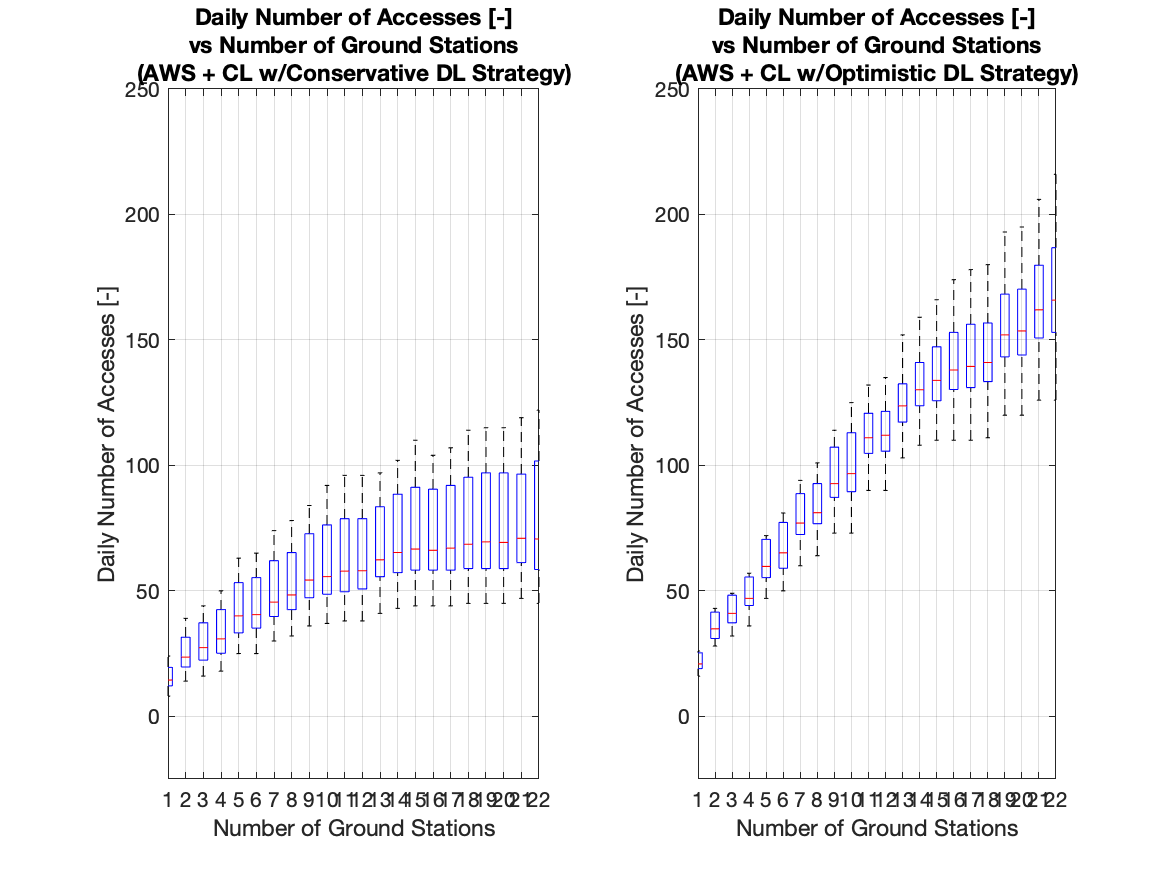 Daily Number of Accesses [-]
vs Number of Ground Stations
(AWS + CL w/Conservative DL Strategy)
250
200
150
100
50
0
Daily Number of Accesses [-]
1 2 3 4 5 6 7 8 9 10 11 12 13 14 15 16 17 18 19 20 21 22
Number of Ground Stations
Daily Number of Accesses [-]
vs Number of Ground Stations
(AWS + CL w/Optimistic DL Strategy)
250
200
150
100
50
0
Daily Number of Accesses [-]
1 2 3 4 5 6 7 8 9 10 11 12 13 14 15 16 17 18 19 20 21 22
Number of Ground Stations